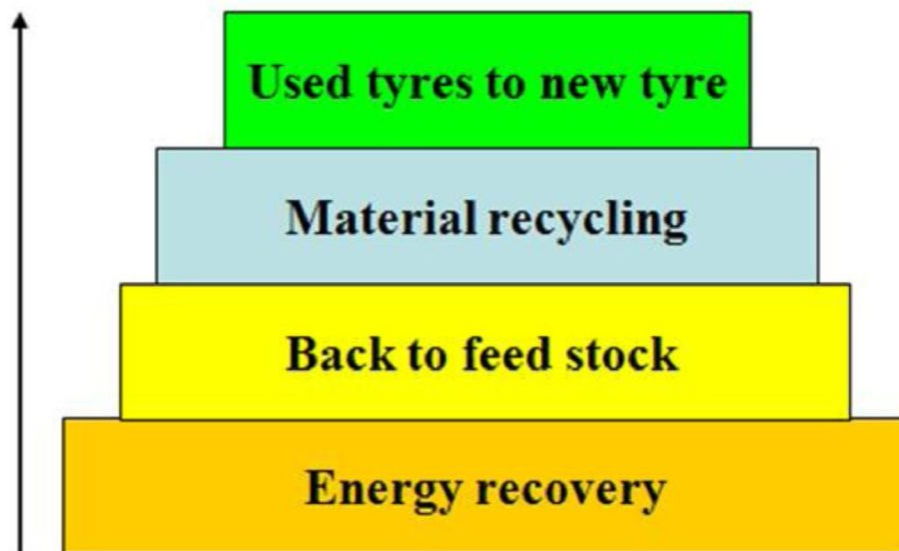 Used tyres to new tyre
Material recycling
Back to feed stock
Energy recovery